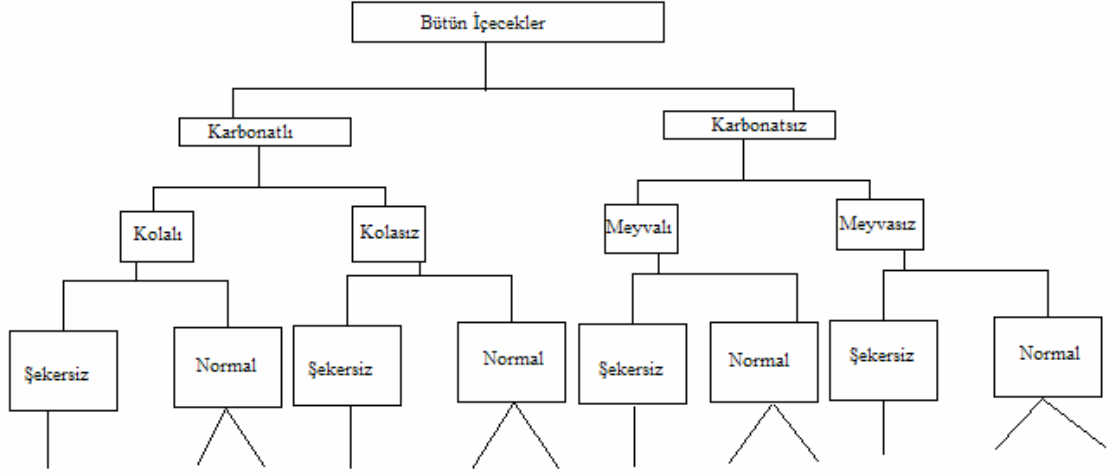 Bütün İçecekler
Karbonatlı
Karbonatsız
Kolalı
Kolasız
Meyvalı
Meyvasız
Şekersiz
Normal
Şekersiz
Normal
Şekersiz
Normal
Şekersiz
Normal